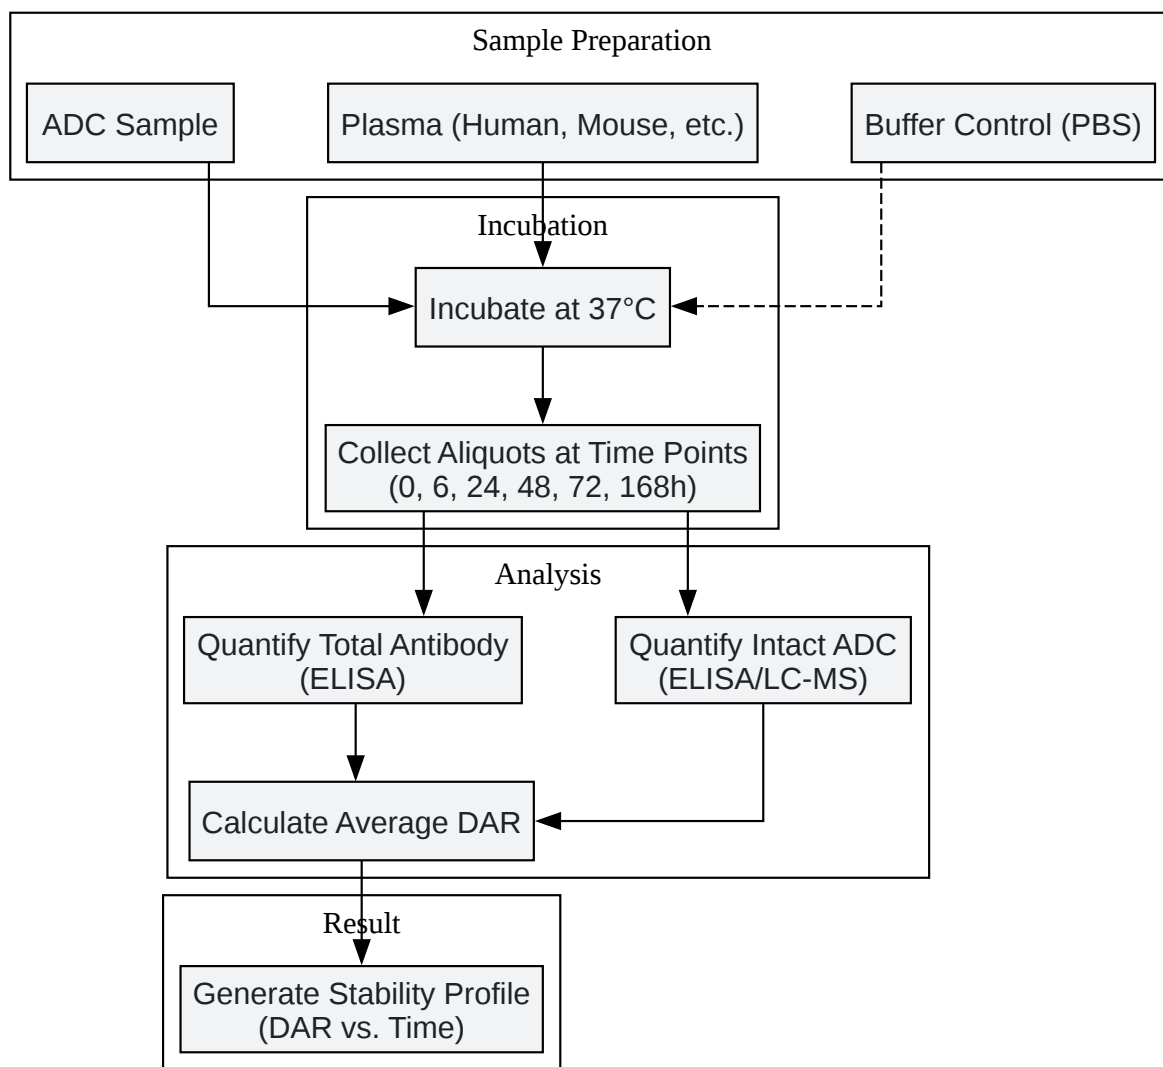 Sample Preparation
ADC Sample
Plasma (Human, Mouse, etc.)
Buffer Control (PBS)
Incubation
Incubate at 37°C
Collect Aliquots at Time Points
(0, 6, 24, 48, 72, 168h)
Analysis
Quantify Total Antibody
(ELISA)
Quantify Intact ADC
(ELISA/LC-MS)
Calculate Average DAR
Result
Generate Stability Profile
(DAR vs. Time)